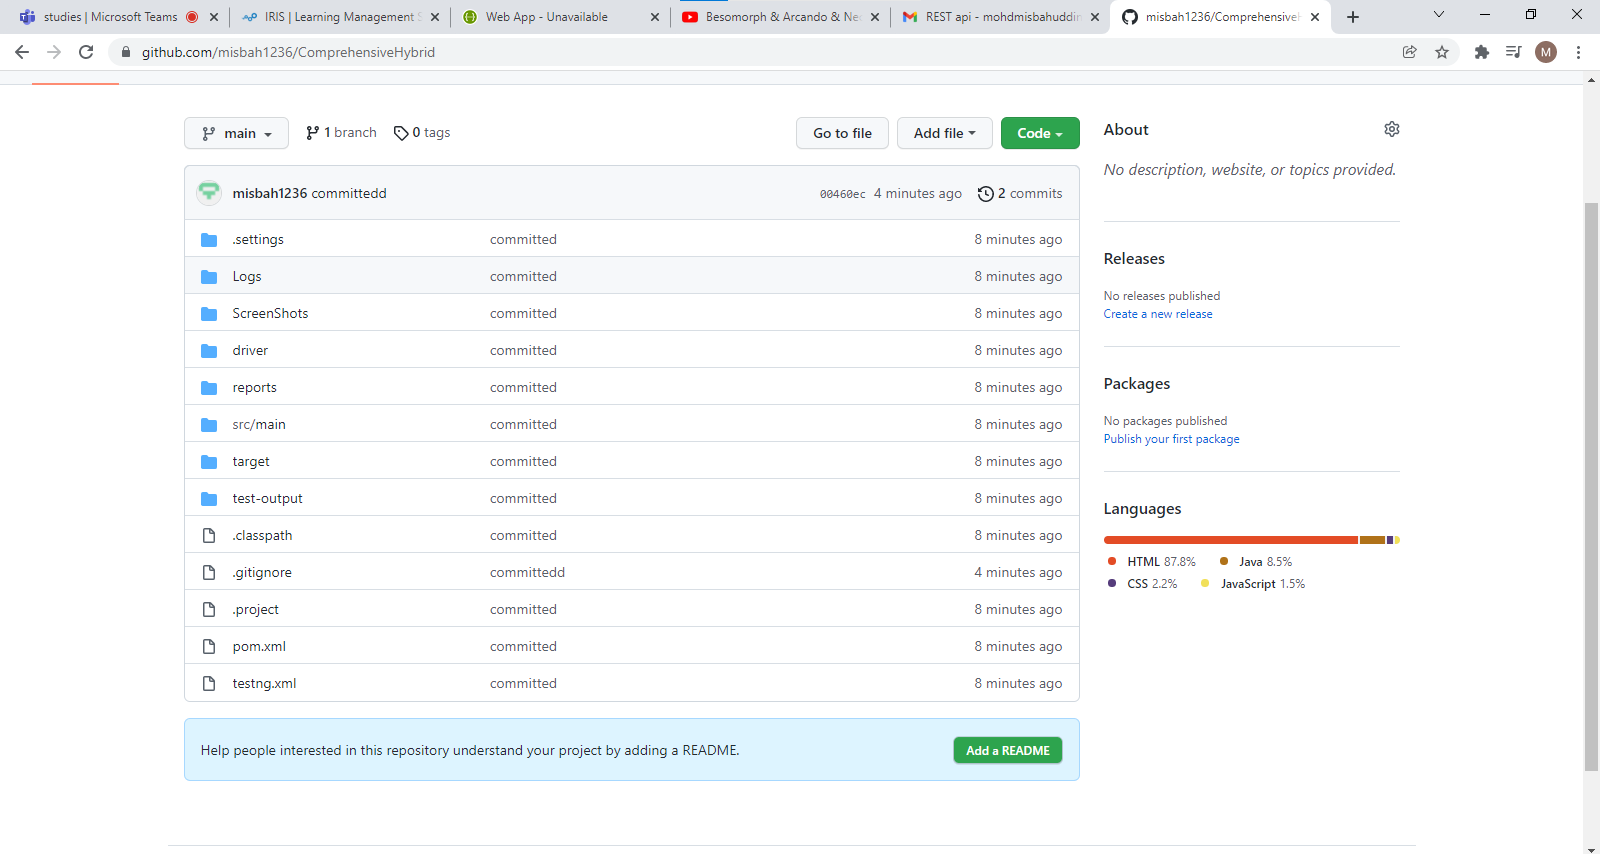 studies | Microsoft Teams
IRIS | Learning Management S
Web App - Unavailable
Besomorph & Arcando & Ne
REST api - mohdmisbahuddin
misbah1236/ComprehensiveH
github.com/misbah1236/ComprehensiveHybrid
M
main
1 branch
0 tags
Go to file
Add file
Code
misbah1236 committedd
00460ec 4 minutes ago
2 commits
.settings committed 8 minutes ago
Logs committed 8 minutes ago
ScreenShots committed 8 minutes ago
driver committed 8 minutes ago
reports committed 8 minutes ago
src/main committed 8 minutes ago
target committed 8 minutes ago
test-output committed 8 minutes ago
.classpath committed 8 minutes ago
.gitignore committedd 4 minutes ago
.project committed 8 minutes ago
pom.xml committed 8 minutes ago
testng.xml committed 8 minutes ago
Help people interested in this repository understand your project by adding a README.
Add a README
About
No description, website, or topics provided.
Releases
No releases published
Create a new release
Packages
No packages published
Publish your first package
Languages
HTML 87.8% Java 8.5%
CSS 2.2% JavaScript 1.5%